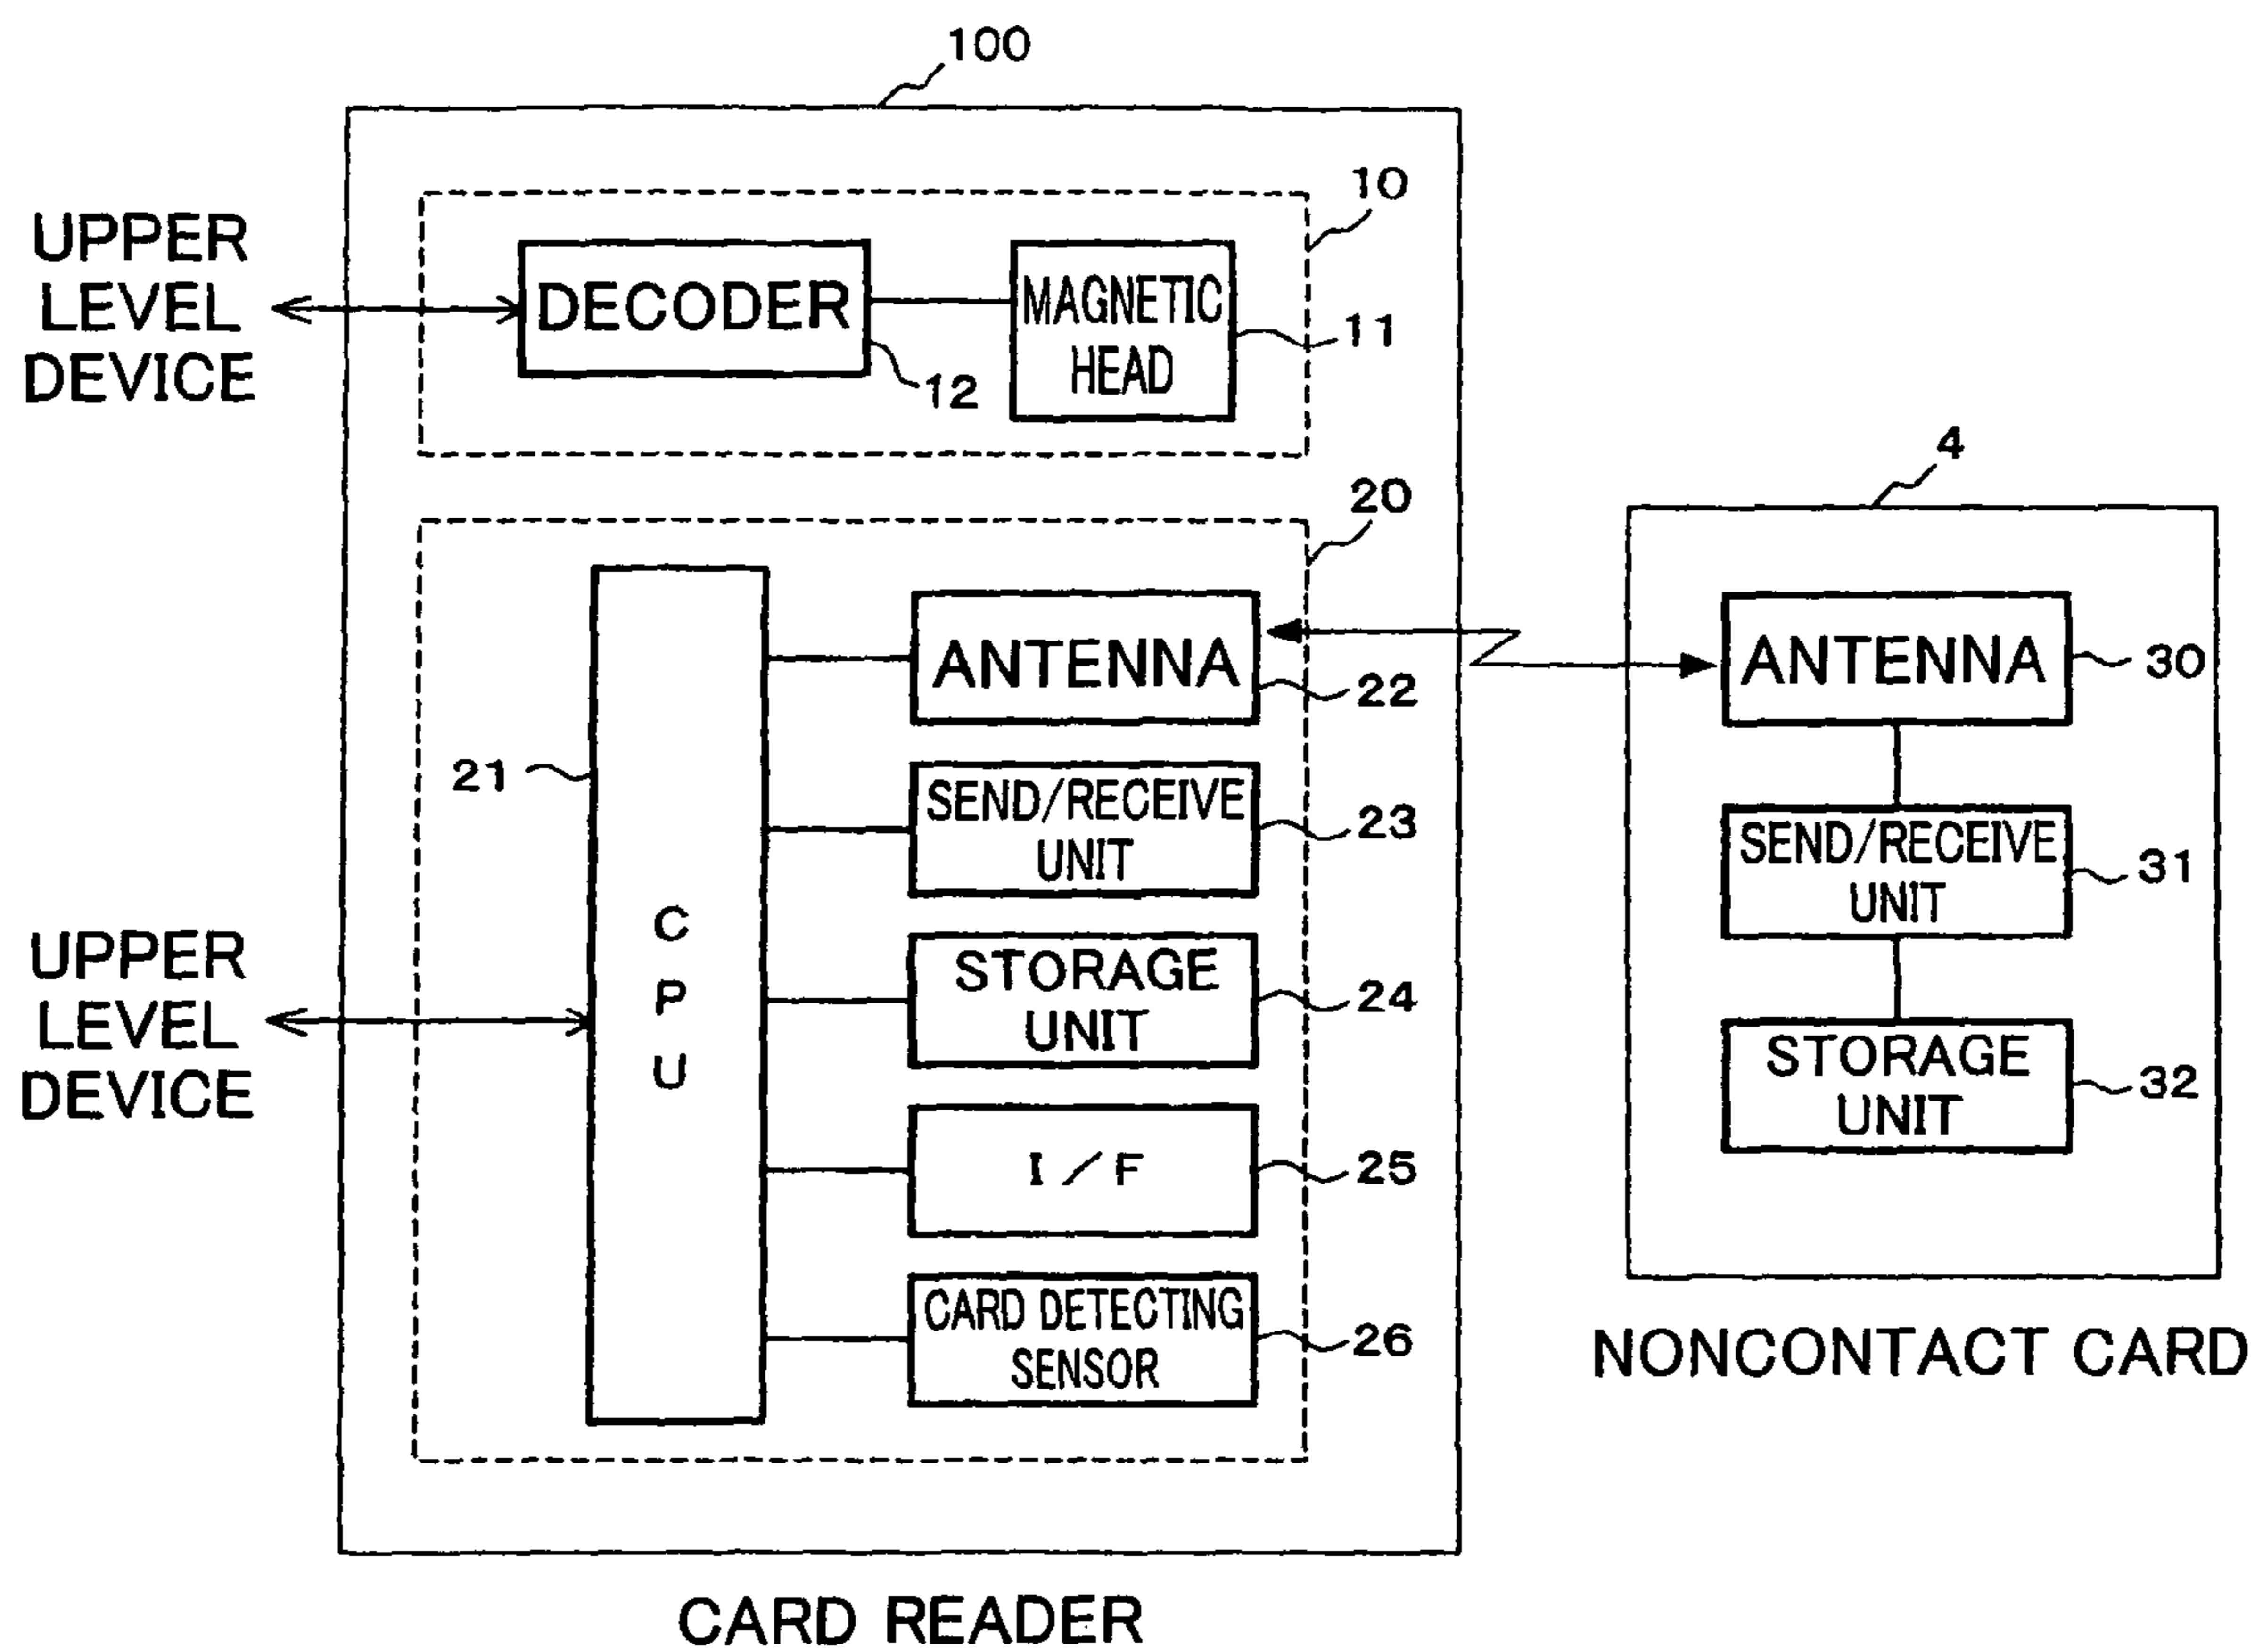 100
10
UPPER
LEVEL
DEVICE
DECODER
12
MAGNETIC
HEAD
11
20
4
21
C
P
U
ANTENNA
22
SEND/RECEIVE
UNIT
23
UPPER
LEVEL
DEVICE
STORAGE
UNIT
24
I/F
25
CARD DETECTING
SENSOR
26
ANTENNA
30
SEND/RECEIVE
UNIT
31
STORAGE
UNIT
32
NONCONTACT CARD
CARD READER